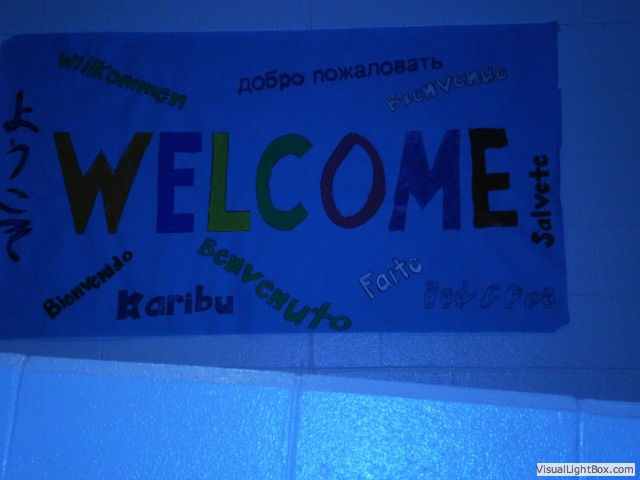 Willkommen
добро пожаловать
Bienvenue
ようこそ
WELCOME
Salvete
Bienvenido
Karibu
Benvenuto
Failte
VisualLightBox.com